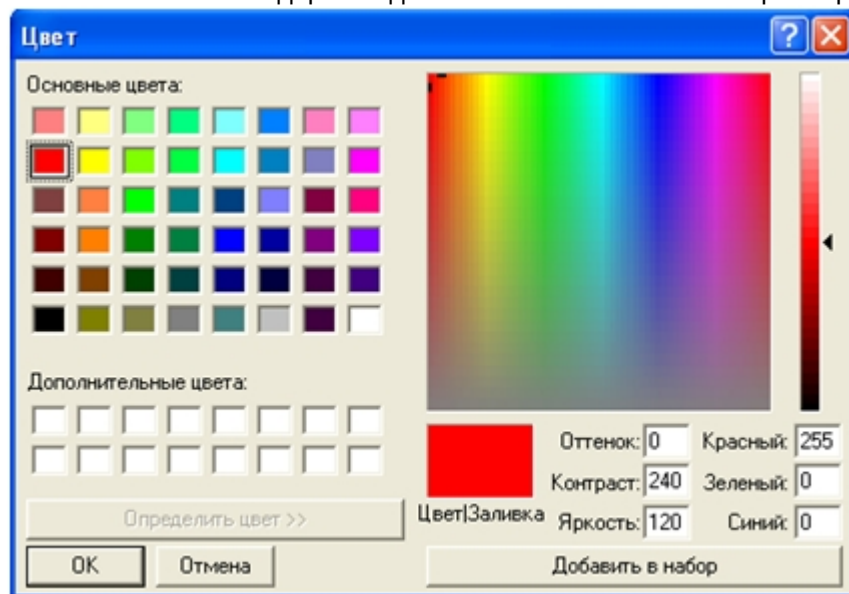 Цвет
Основные цвета:
Дополнительные цвета:
Определить цвет >>
OK Отмена
Цвет|Заливка
Оттенок: 0 Красный: 255
Контраст: 240 Зеленый: 0
Яркость: 120 Синий: 0
Добавить в набор